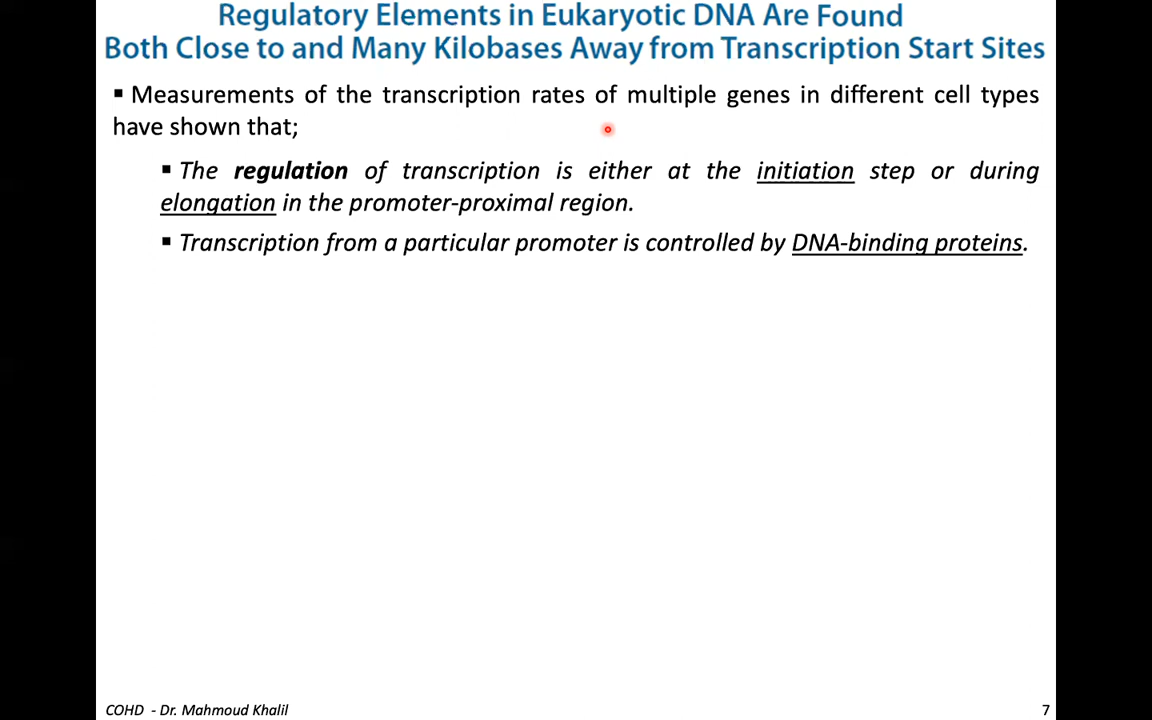 Regulatory Elements in Eukaryotic DNA Are Found
Both Close to and Many Kilobases Away from Transcription Start Sites
▪ Measurements of the transcription rates of multiple genes in different cell types
have shown that;
▪ The regulation of transcription is either at the initiation step or during
elongation in the promoter-proximal region.
▪ Transcription from a particular promoter is controlled by DNA-binding proteins.
COHD - Dr. Mahmoud Khalil
7